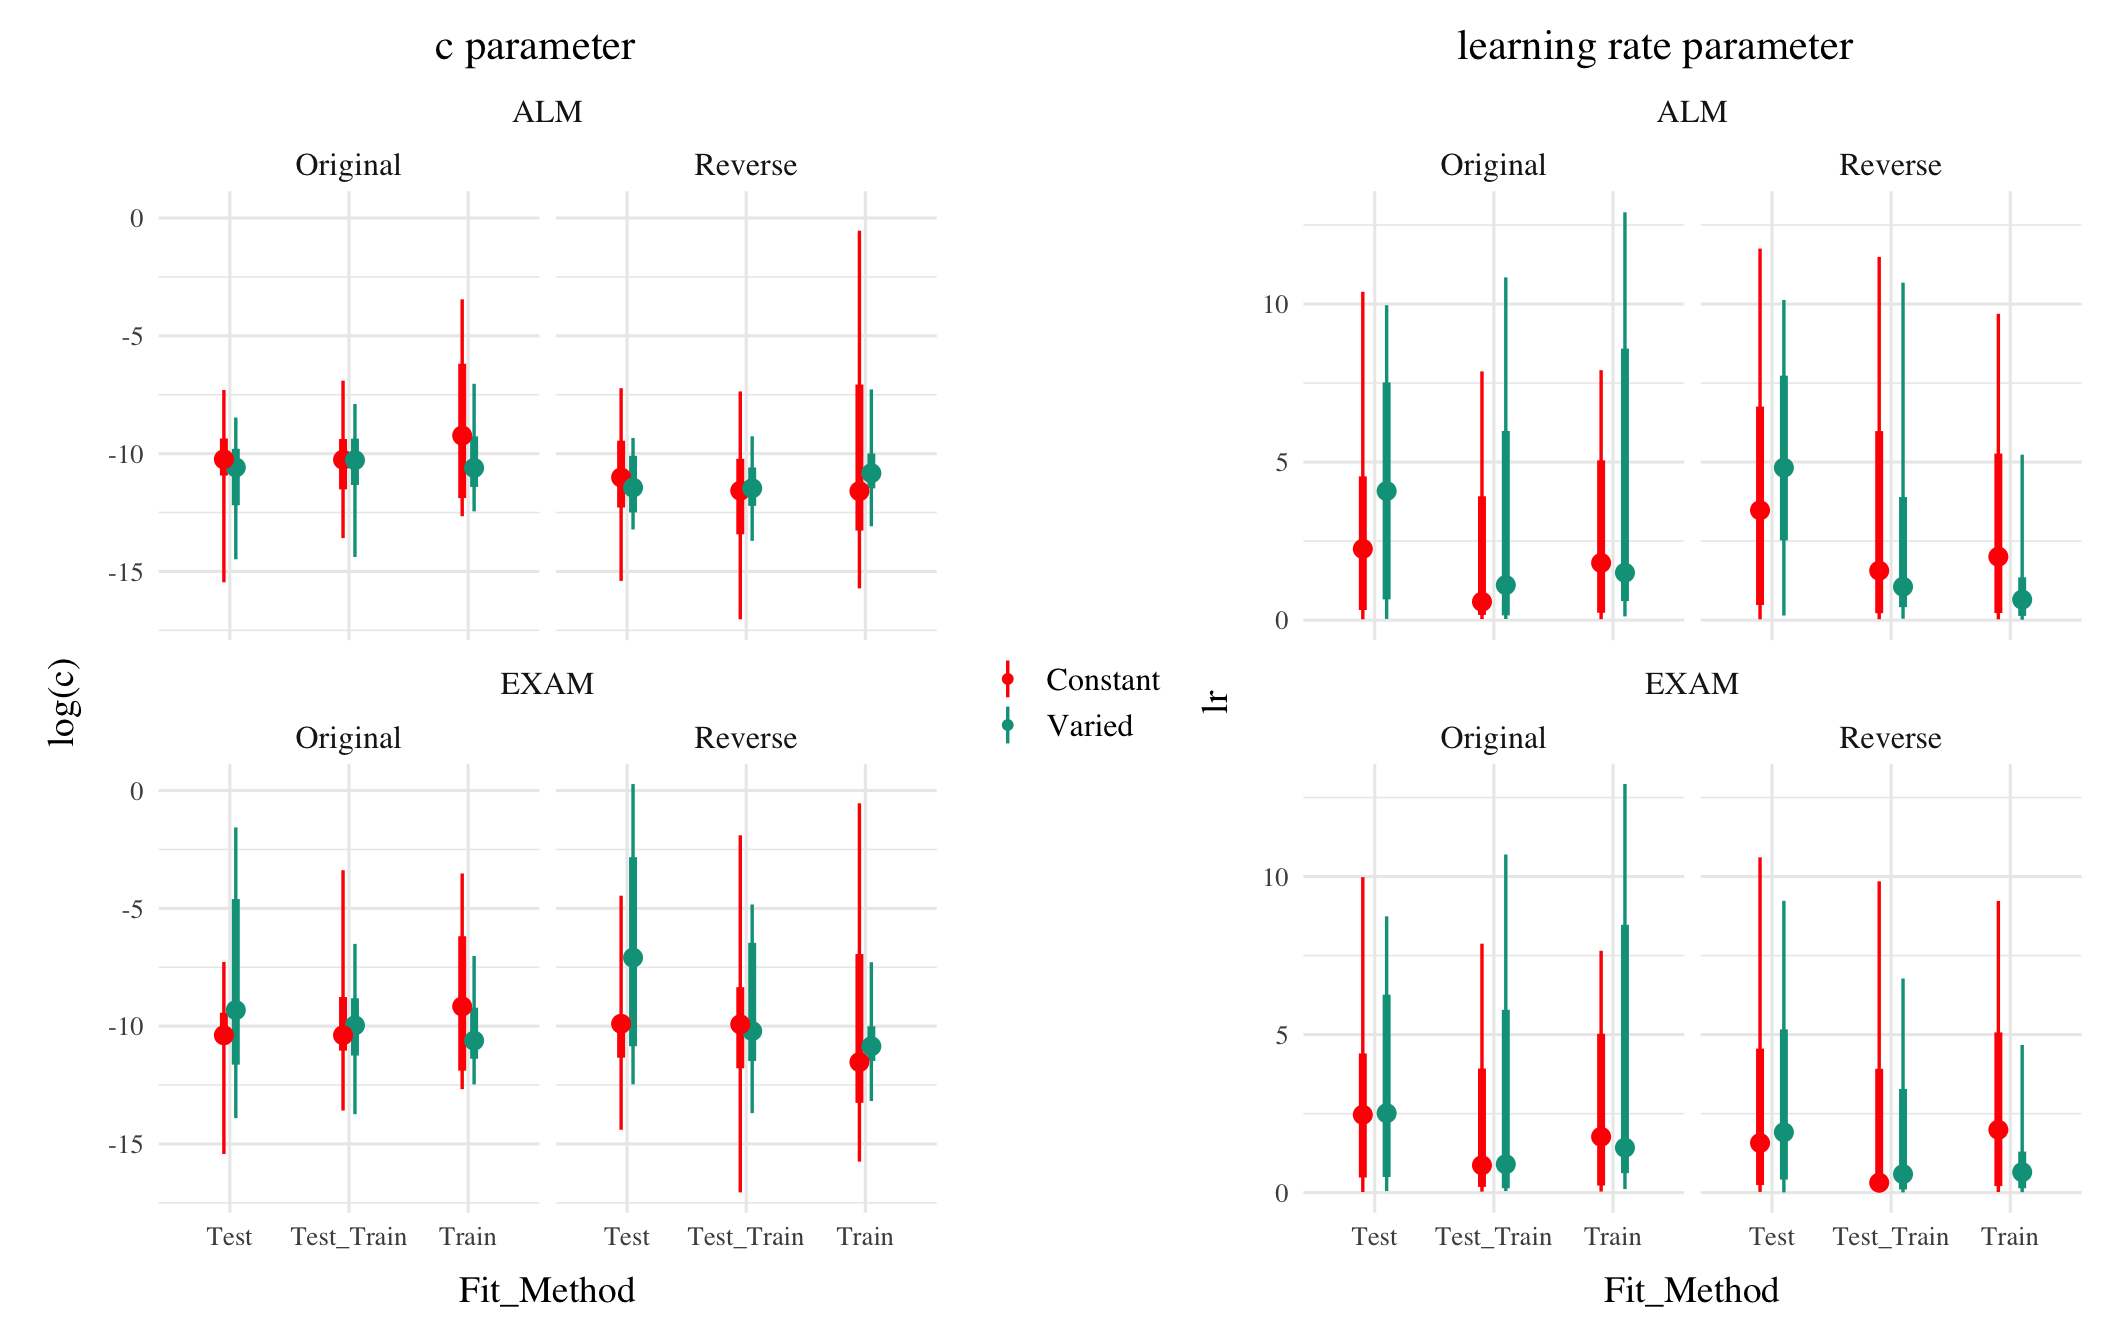 c parameter
ALM
Original Reverse
0
-5
-10
-15
EXAM
Original Reverse
0
-5
-10
-15
log(c)
Test Test_Train Train Test Test_Train Train
Fit_Method
Constant
Varied
learning rate parameter
ALM
Original Reverse
10
5
0
EXAM
Original Reverse
10
5
0
lr
Test Test_Train Train Test Test_Train Train
Fit_Method